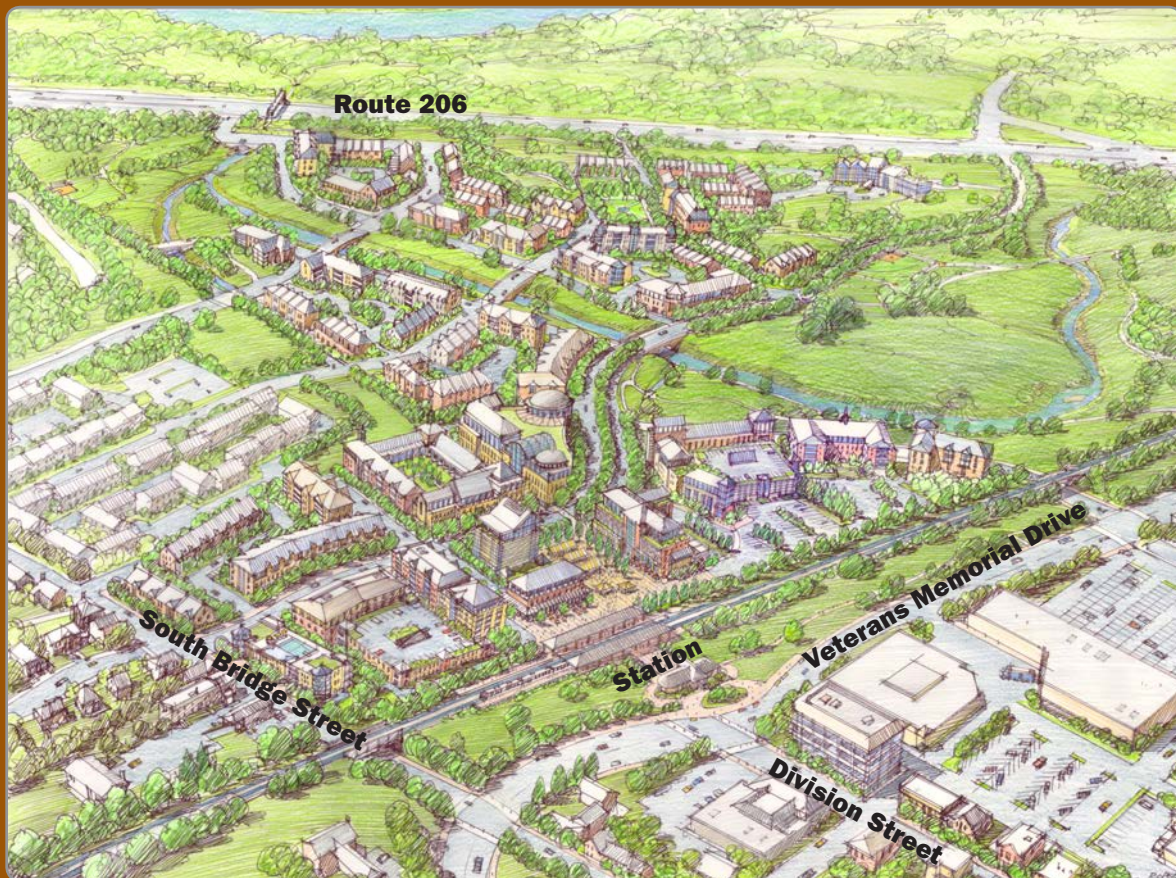 Route 206
South Bridge Street
Station
Veterans Memorial Drive
Division Street